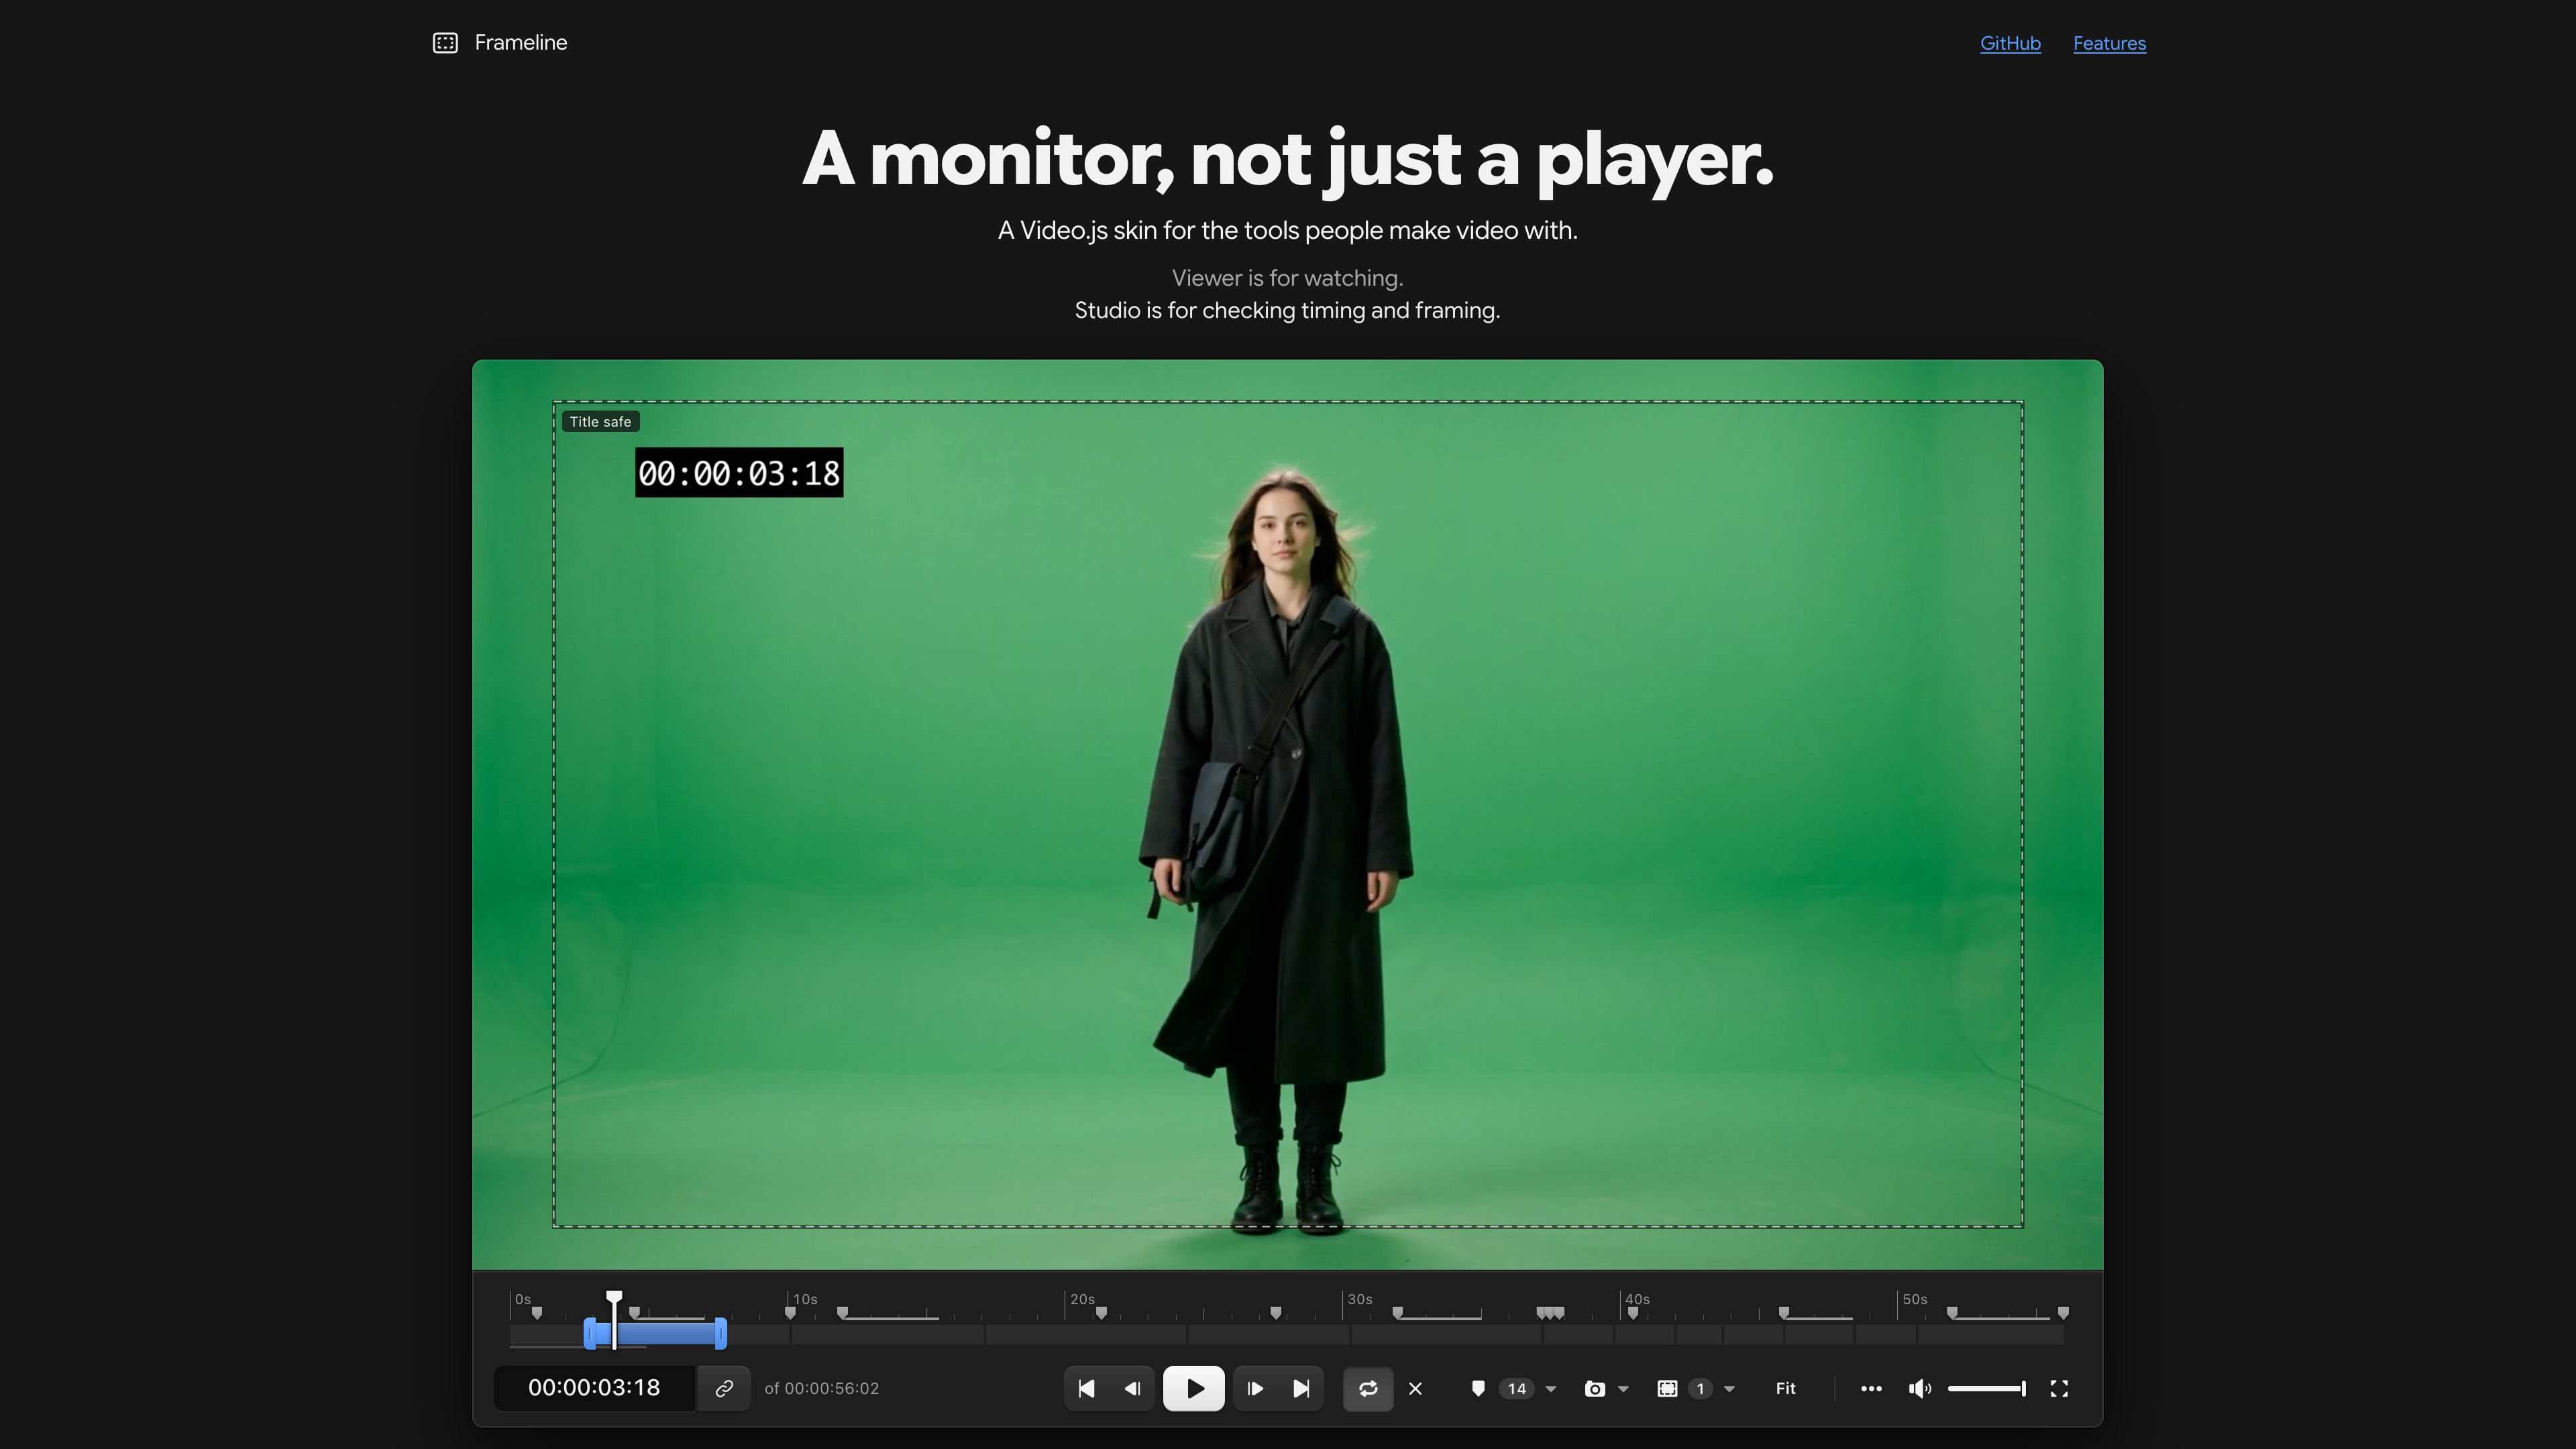 Frameline
GitHub Features
A monitor, not just a player.
A Video.js skin for the tools people make video with.
Viewer is for watching.
Studio is for checking timing and framing.
Title safe
00:00:03:18
0s 10s 20s 30s 40s 50s
00:00:03:18 of 00:00:56:02 14 1 Fit